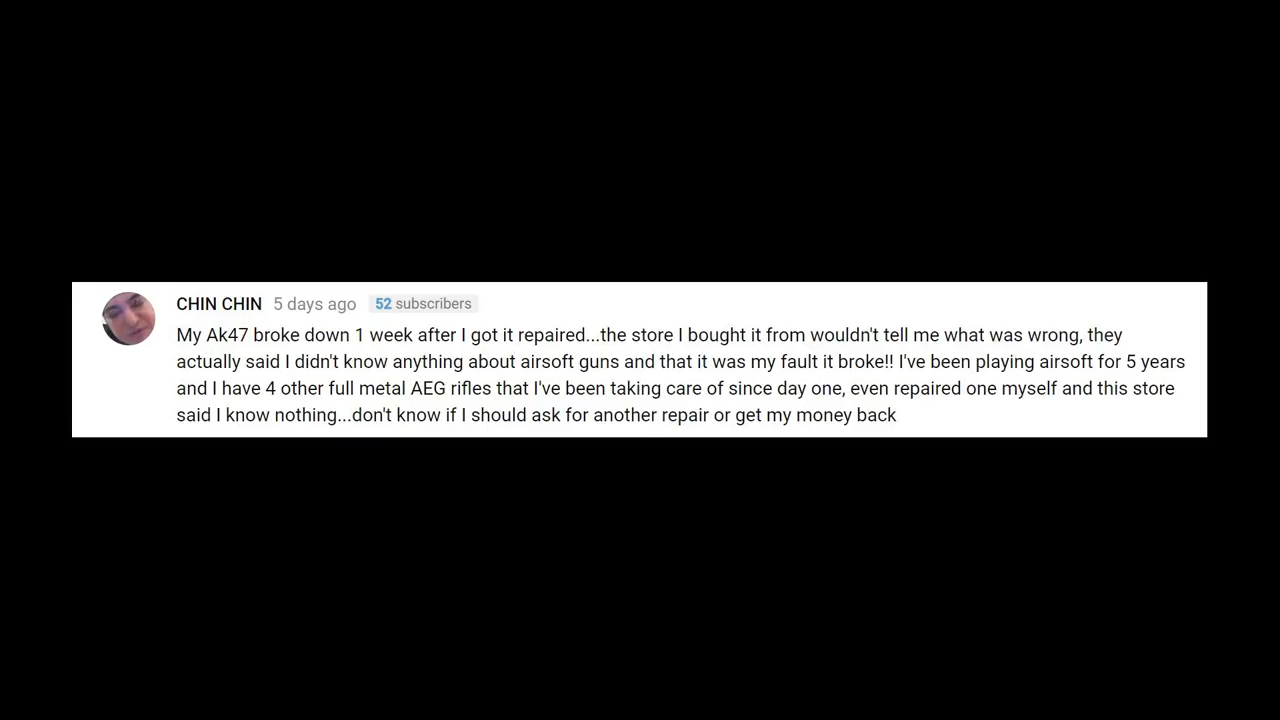 CHIN CHIN 5 days ago 52 subscribers
My Ak47 broke down 1 week after I got it repaired...the store I bought it from wouldn't tell me what was wrong, they
actually said I didn't know anything about airsoft guns and that it was my fault it broke!! I've been playing airsoft for 5 years
and I have 4 other full metal AEG rifles that I've been taking care of since day one, even repaired one myself and this store
said I know nothing...don't know if I should ask for another repair or get my money back